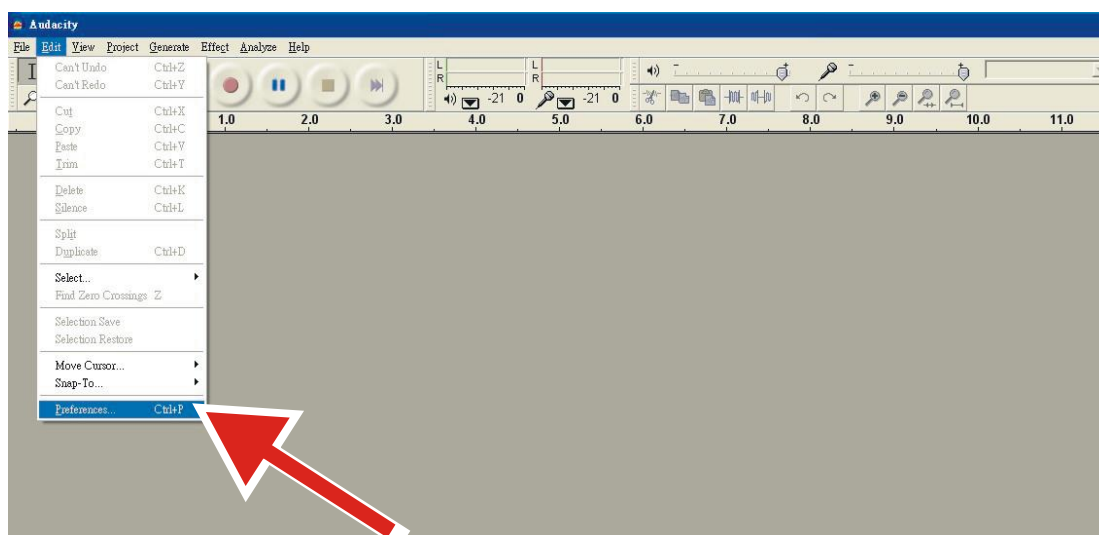 Audacity
File Edit View Project Generate Effect Analyze Help
Can't Undo Ctrl+Z
Can't Redo Ctrl+Y
Cut Ctrl+X
Copy Ctrl+C
Paste Ctrl+V
Trim Ctrl+T
Delete Ctrl+K
Silence Ctrl+L
Split
Duplicate Ctrl+D
Select...
Find Zero Crossings Z
Selection Save
Selection Restore
Move Cursor...
Snap-To...
Preferences... Ctrl+P
L L
R R
-21 0 -21 0
1.0 2.0 3.0 4.0 5.0 6.0 7.0 8.0 9.0 10.0 11.0